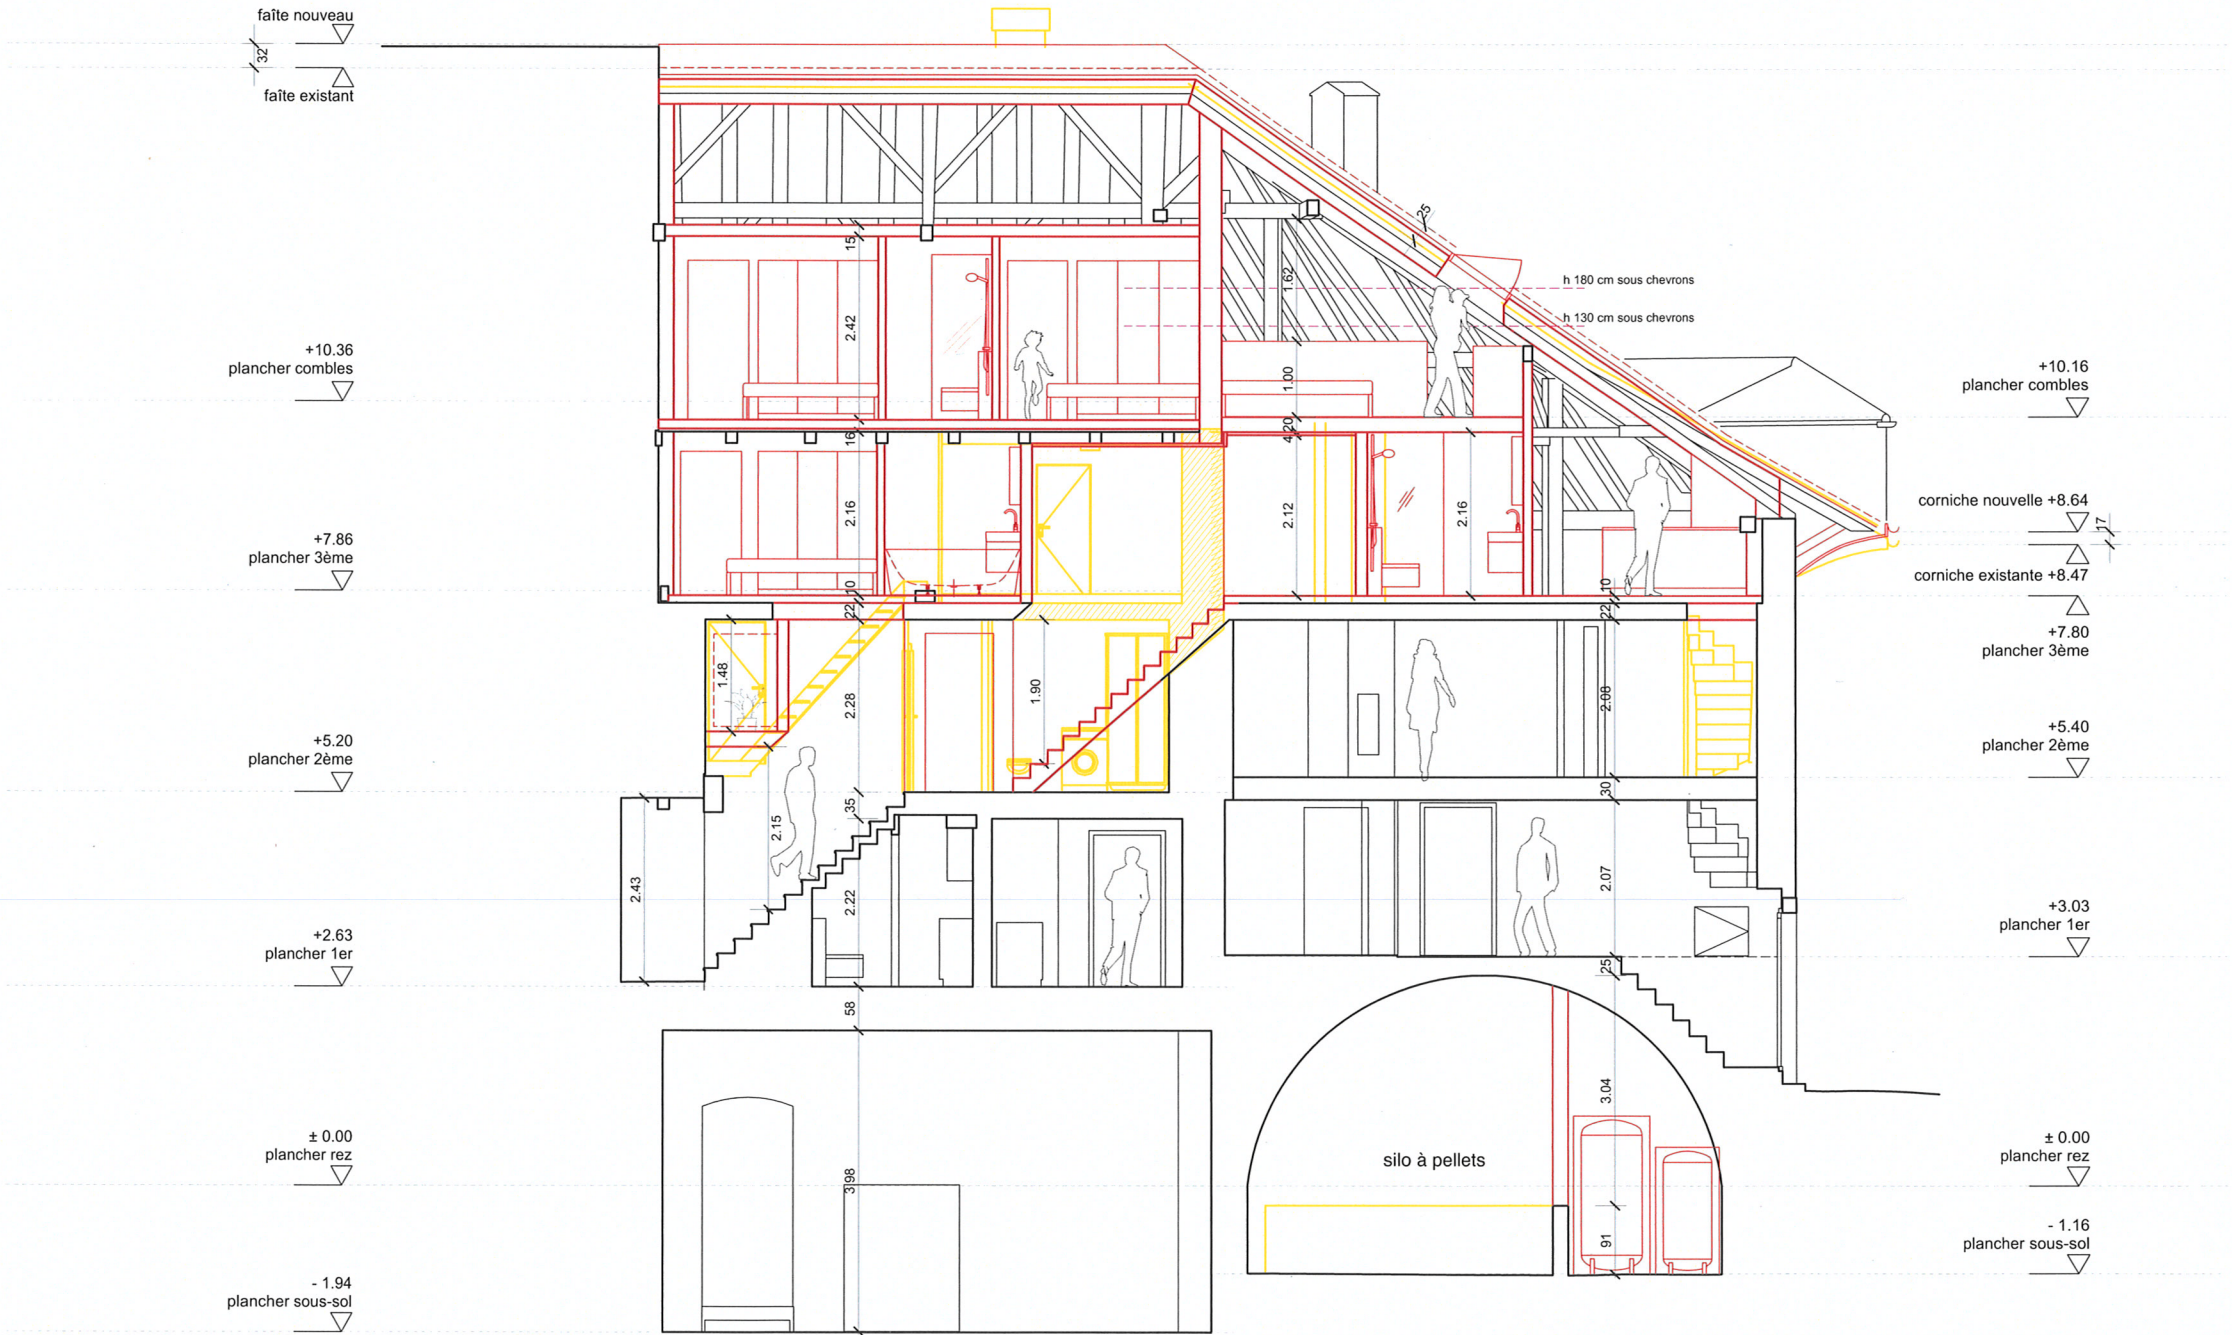 faîte nouveau
32
faîte existant
25
15
1.62
h 180 cm sous chevrons
h 130 cm sous chevrons
2.42
+10.36
plancher combles
+10.16
plancher combles
1.00
20
4
16
corniche nouvelle +8.64
17
2.16
2.12
2.16
+7.86
plancher 3ème
corniche existante +8.47
10
10
22
22
+7.80
plancher 3ème
1.48
2.28
1.90
2.08
+5.20
plancher 2ème
+5.40
plancher 2ème
30
35
2.15
2.43
2.22
2.07
+2.63
plancher 1er
+3.03
plancher 1er
25
58
3.04
± 0.00
plancher rez
silo à pellets
± 0.00
plancher rez
3.98
91
- 1.16
plancher sous-sol
- 1.94
plancher sous-sol